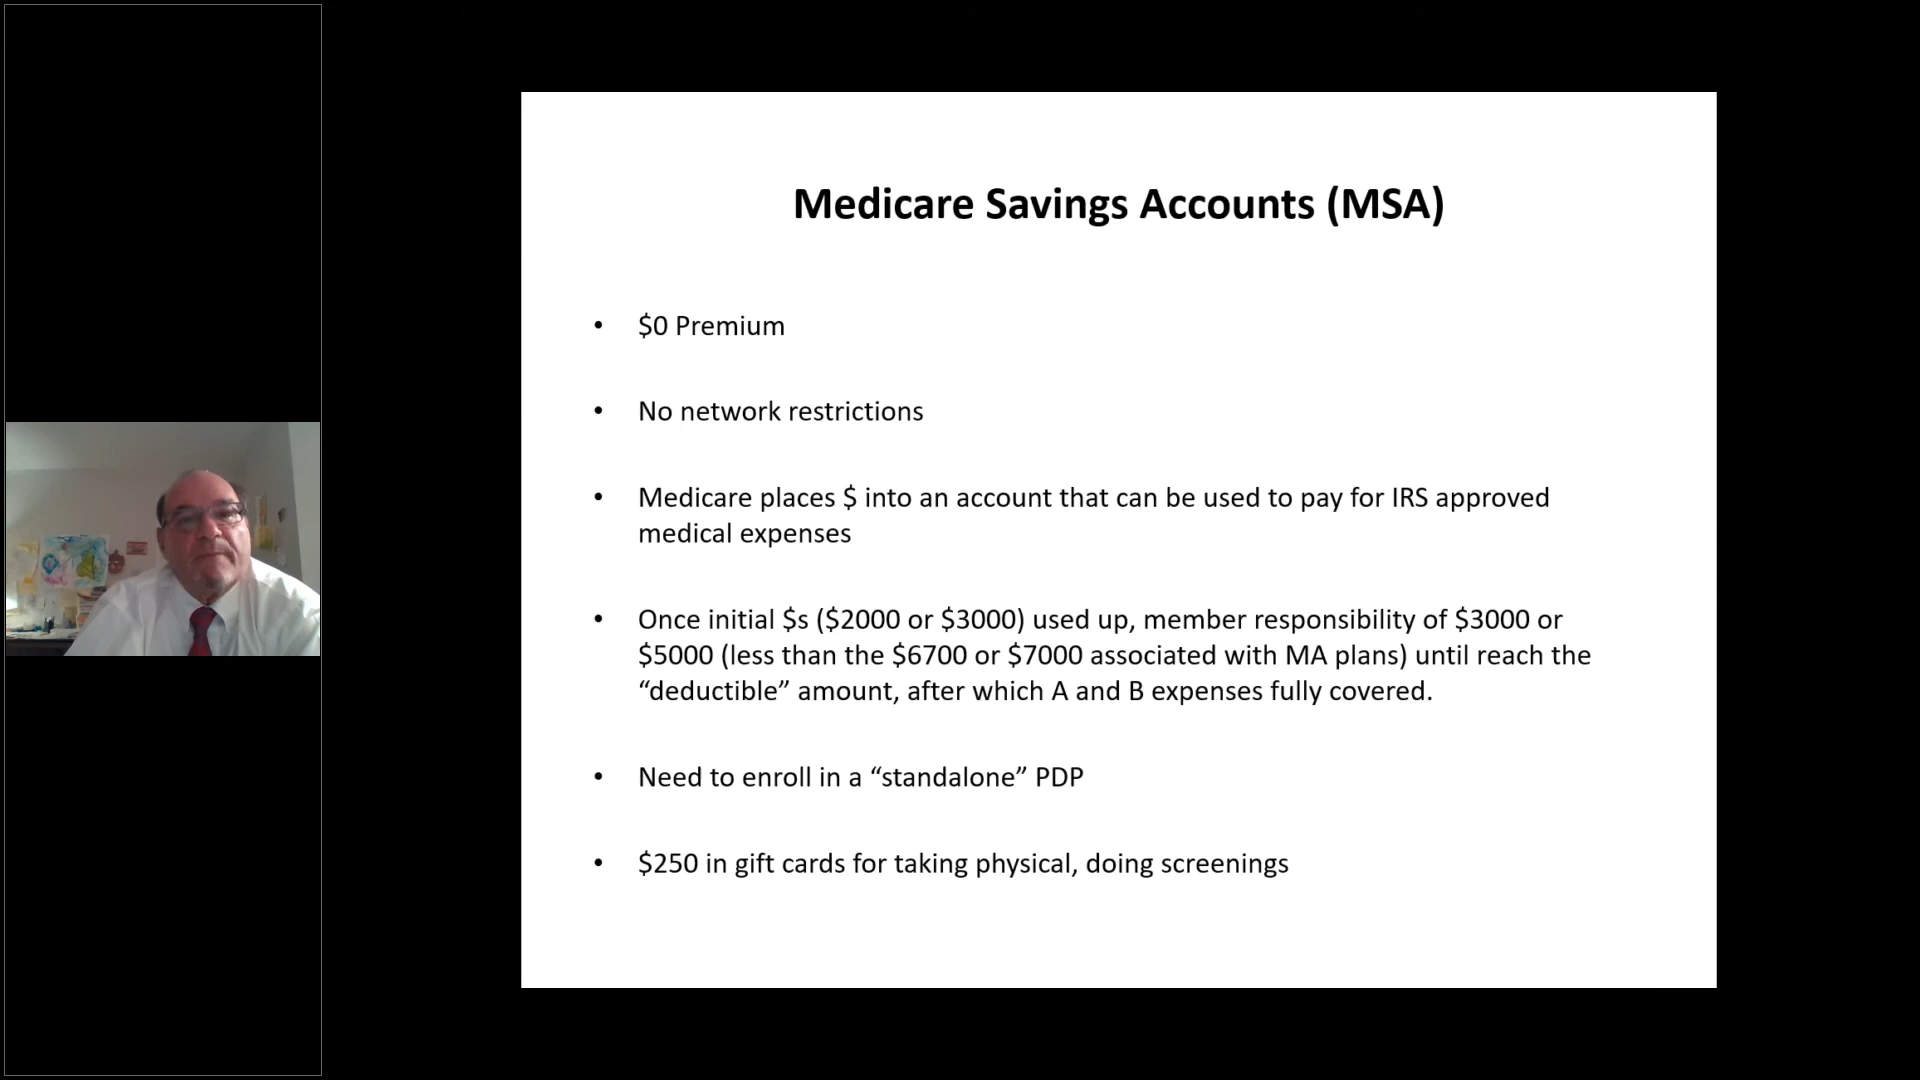 Medicare Savings Accounts (MSA)
• $0 Premium
• No network restrictions
• Medicare places $ into an account that can be used to pay for IRS approved
medical expenses
• Once initial $s ($2000 or $3000) used up, member responsibility of $3000 or
$5000 (less than the $6700 or $7000 associated with MA plans) until reach the
“deductible” amount, after which A and B expenses fully covered.
• Need to enroll in a “standalone” PDP
• $250 in gift cards for taking physical, doing screenings